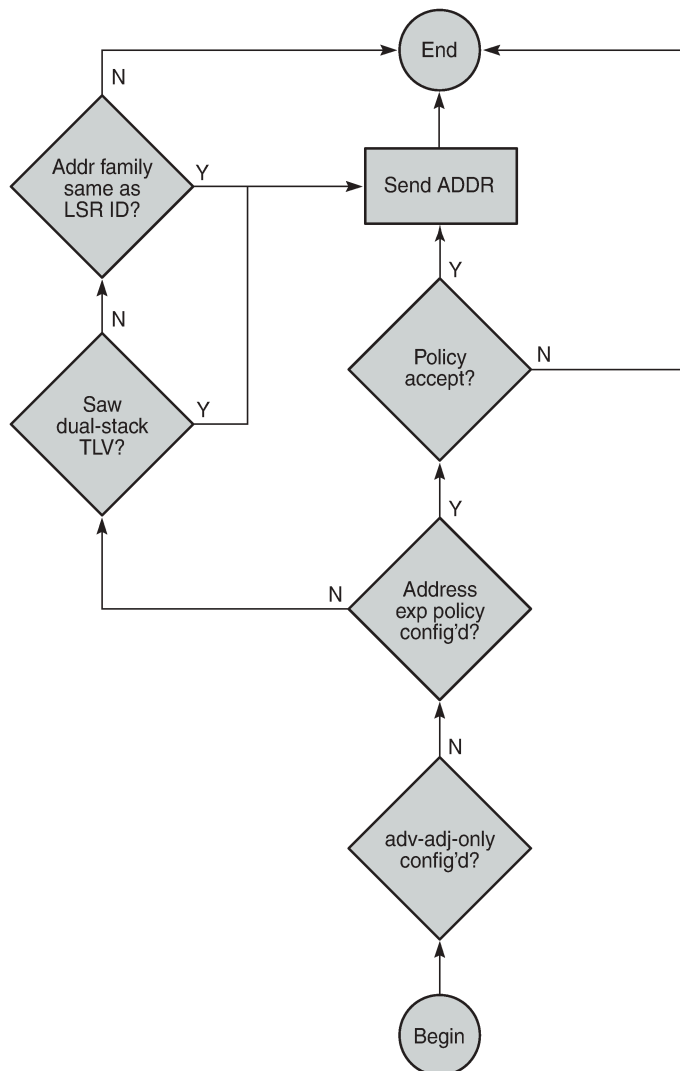 End
N
Addr family
same as
LSR ID?
Y
Send ADDR
Y
N
Policy
accept?
N
Saw
dual-stack
TLV?
Y
Y
N
Address
exp policy
config'd?
N
adv-adj-only
config'd?
Begin